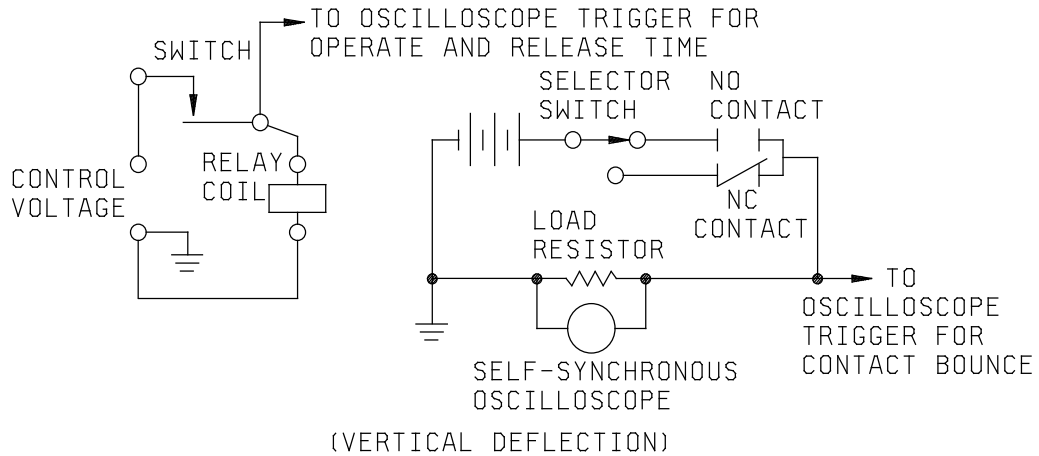 TO OSCILLOSCOPE TRIGGER FOR
OPERATE AND RELEASE TIME
SWITCH
SELECTOR
SWITCH
NO
CONTACT
RELAY
COIL
CONTROL
VOLTAGE
NC
CONTACT
LOAD
RESISTOR
TO
OSCILLOSCOPE
TRIGGER FOR
CONTACT BOUNCE
SELF-SYNCHRONOUS
OSCILLOSCOPE
(VERTICAL DEFLECTION)